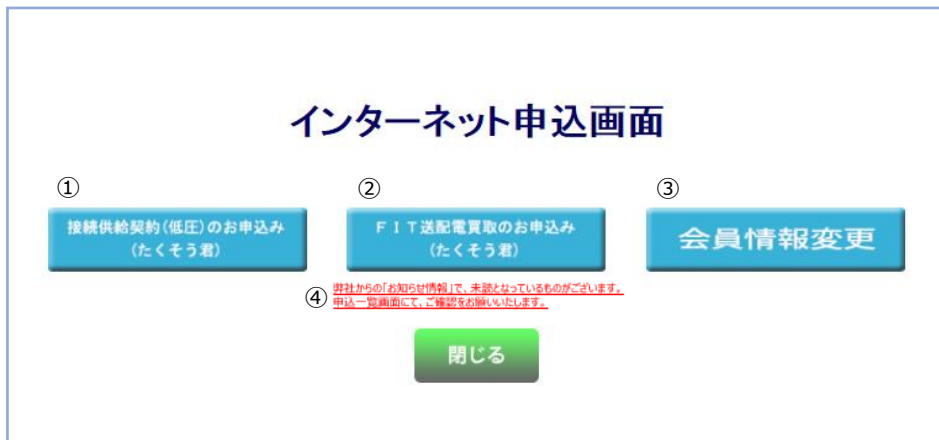 インターネット申込画面
①
②
③
接続供給契約(低圧)のお申込み
(たくそう君)
FIT送配電買取のお申込み
(たくそう君)
会員情報変更
④
弊社からの「お知らせ情報」で、未読となっているものがございます。
申込一覧画面にて、ご確認をお願いいたします。
閉じる